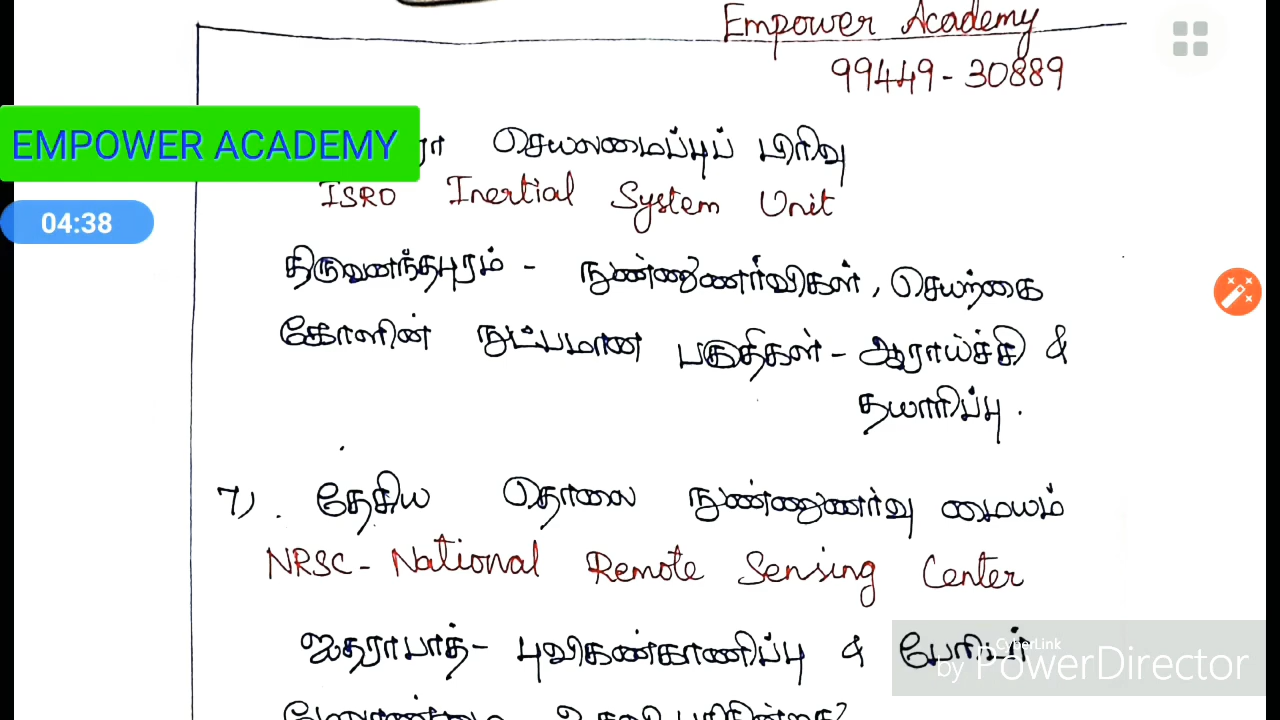 Empower Academy
99449-30889
EMPOWER ACADEMY
ரா செயலமைப்புப் பிரிவு
ISRO Inertial System Unit
04:38
திருவனந்தபுரம் - நுண்ணுணர்விகள், செயற்கை
கோளின் நுட்பமான பகுதிகள் - ஆராய்ச்சி &
தயாரிப்பு.
7). தேசிய தொலை நுண்ணுணர்வு மையம்
NRSC - National Remote Sensing Center
ஐதராபாத் - புவிகண்காணிப்பு & பேரிடர்
மேலாண்மை
CyberLink
by PowerDirector